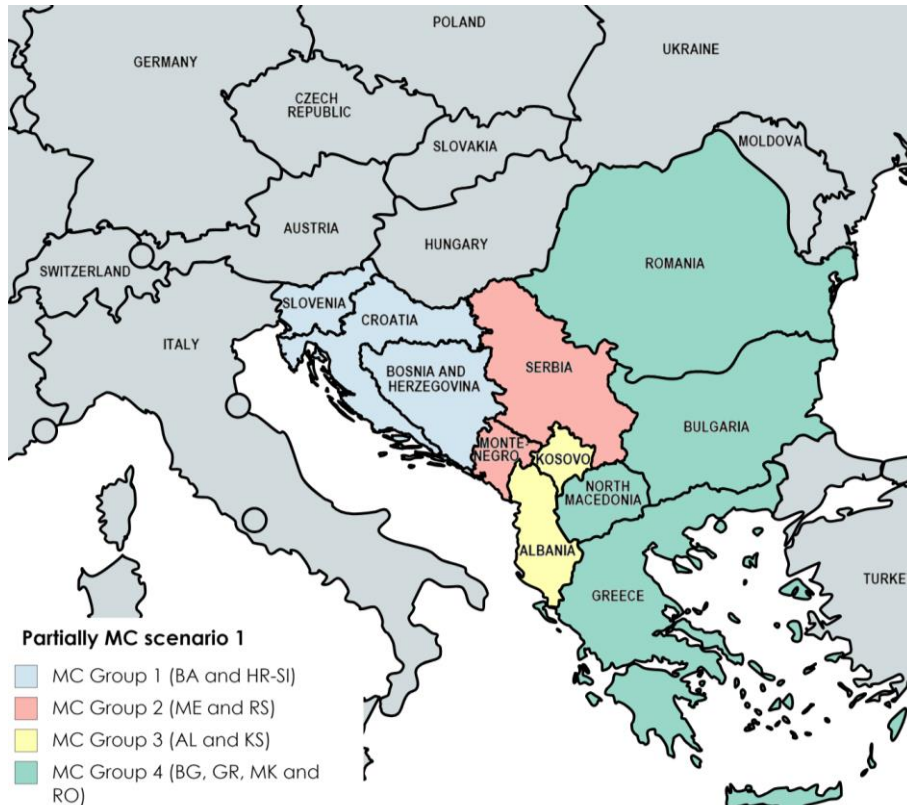 POLAND
UKRAINE
GERMANY
CZECH
REPUBLIC
SLOVAKIA
MOLDOVA
AUSTRIA
HUNGARY
SWITZERLAND
ROMANIA
SLOVENIA
CROATIA
ITALY
BOSNIA AND
HERZEGOVINA
SERBIA
BULGARIA
MONTE-
NEGRO
KOSOVO
NORTH
MACEDONIA
ALBANIA
GREECE
TURKE
Partially MC scenario 1
MC Group 1 (BA and HR-SI)
MC Group 2 (ME and RS)
MC Group 3 (AL and KS)
MC Group 4 (BG, GR, MK and
RO)